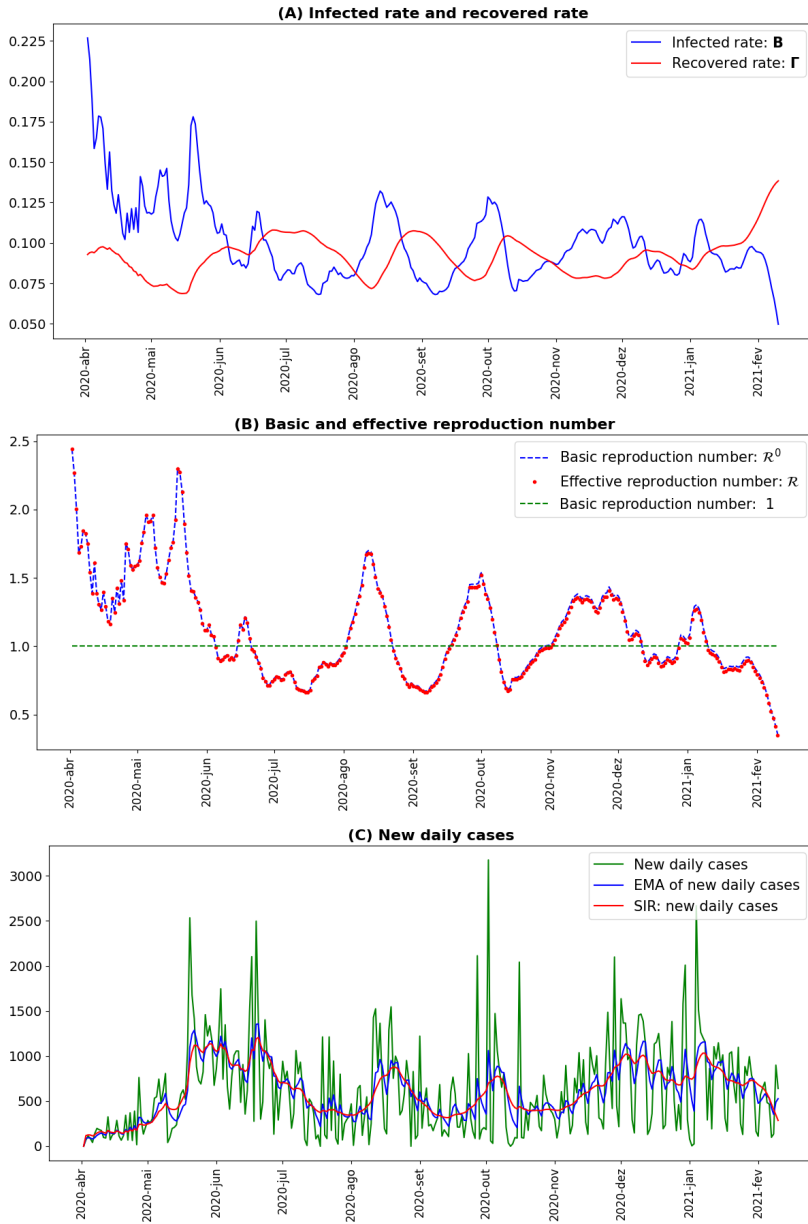 (A) Infected rate and recovered rate
0.225
0.200
0.175
0.150
0.125
0.100
0.075
0.050
Infected rate: B
Recovered rate: Γ
2020-abr
2020-mai
2020-jun
2020-jul
2020-ago
2020-set
2020-out
2020-nov
2020-dez
2021-jan
2021-fev
(B) Basic and effective reproduction number
2.5
2.0
1.5
1.0
0.5
Basic reproduction number: ℛ⁰
Effective reproduction number: ℛ
Basic reproduction number: 1
2020-abr
2020-mai
2020-jun
2020-jul
2020-ago
2020-set
2020-out
2020-nov
2020-dez
2021-jan
2021-fev
(C) New daily cases
3000
2500
2000
1500
1000
500
0
New daily cases
EMA of new daily cases
SIR: new daily cases
2020-abr
2020-mai
2020-jun
2020-jul
2020-ago
2020-set
2020-out
2020-nov
2020-dez
2021-jan
2021-fev